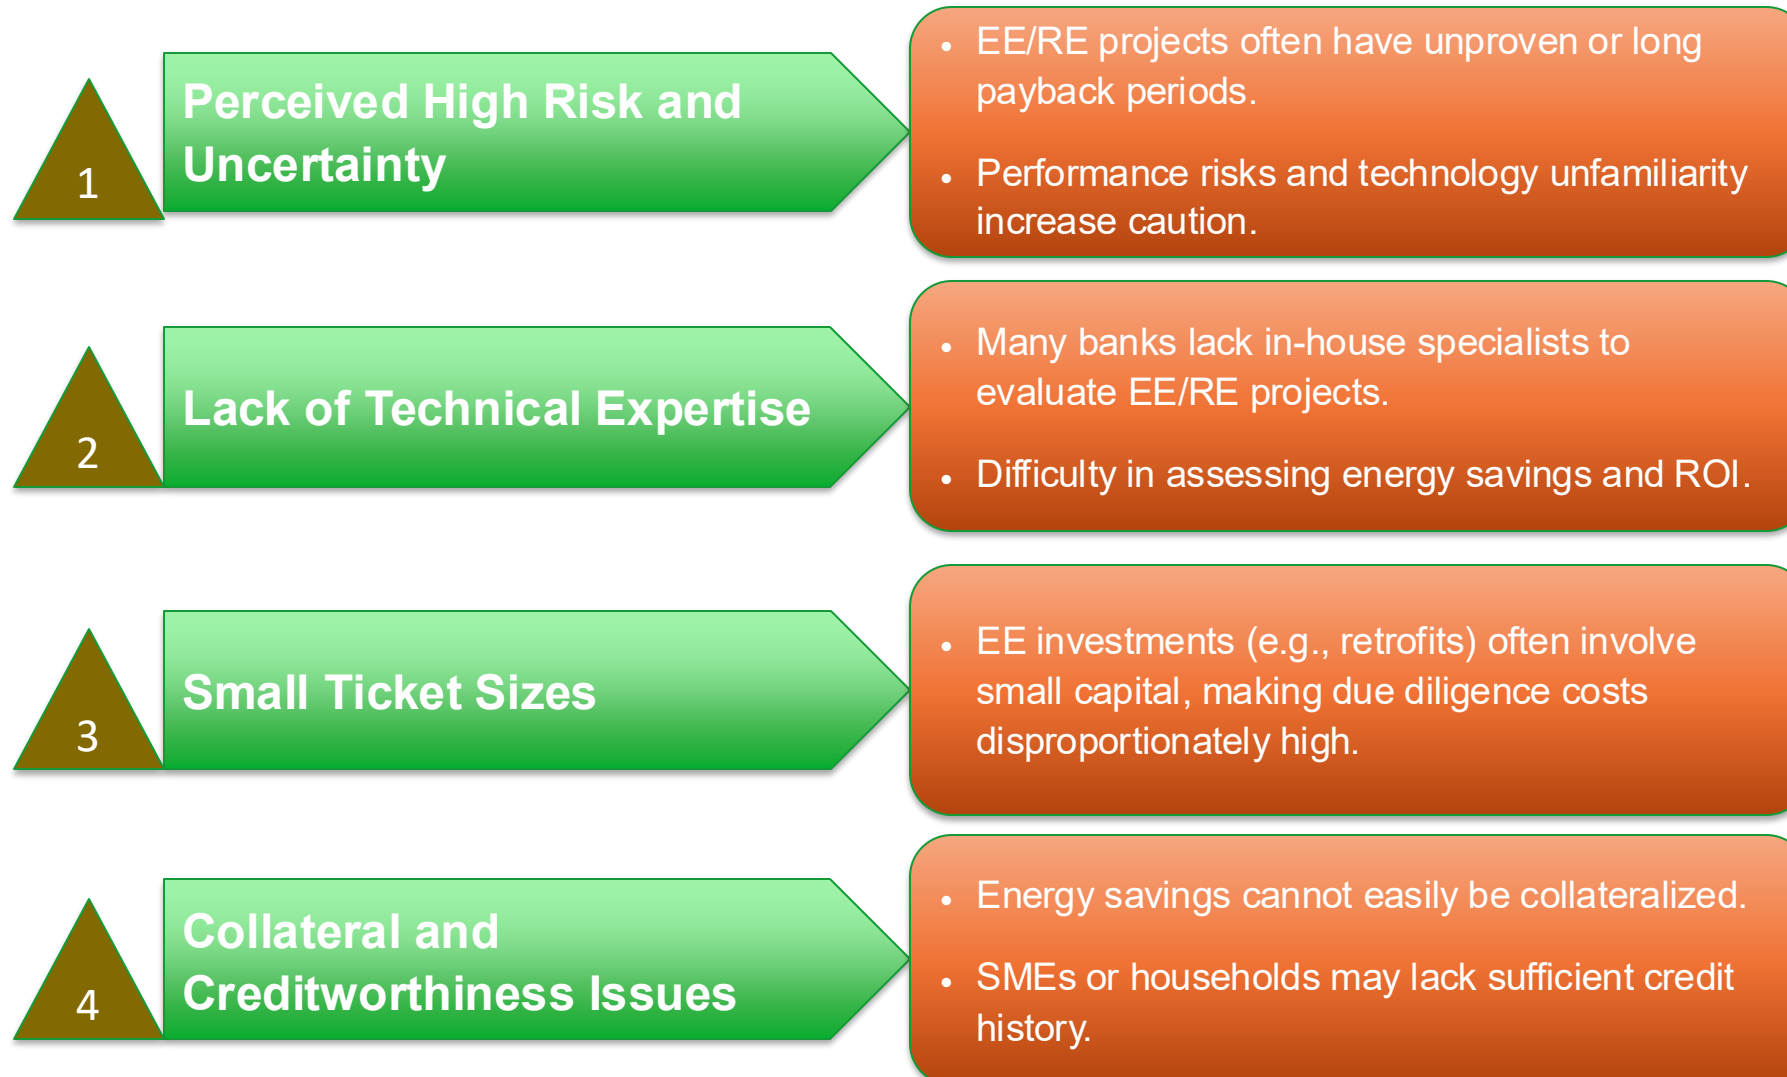 1
Perceived High Risk and
Uncertainty
• EE/RE projects often have unproven or long
payback periods.
• Performance risks and technology unfamiliarity
increase caution.
2
Lack of Technical Expertise
• Many banks lack in-house specialists to
evaluate EE/RE projects.
• Difficulty in assessing energy savings and ROI.
3
Small Ticket Sizes
• EE investments (e.g., retrofits) often involve
small capital, making due diligence costs
disproportionately high.
4
Collateral and
Creditworthiness Issues
• Energy savings cannot easily be collateralized.
• SMEs or households may lack sufficient credit
history.